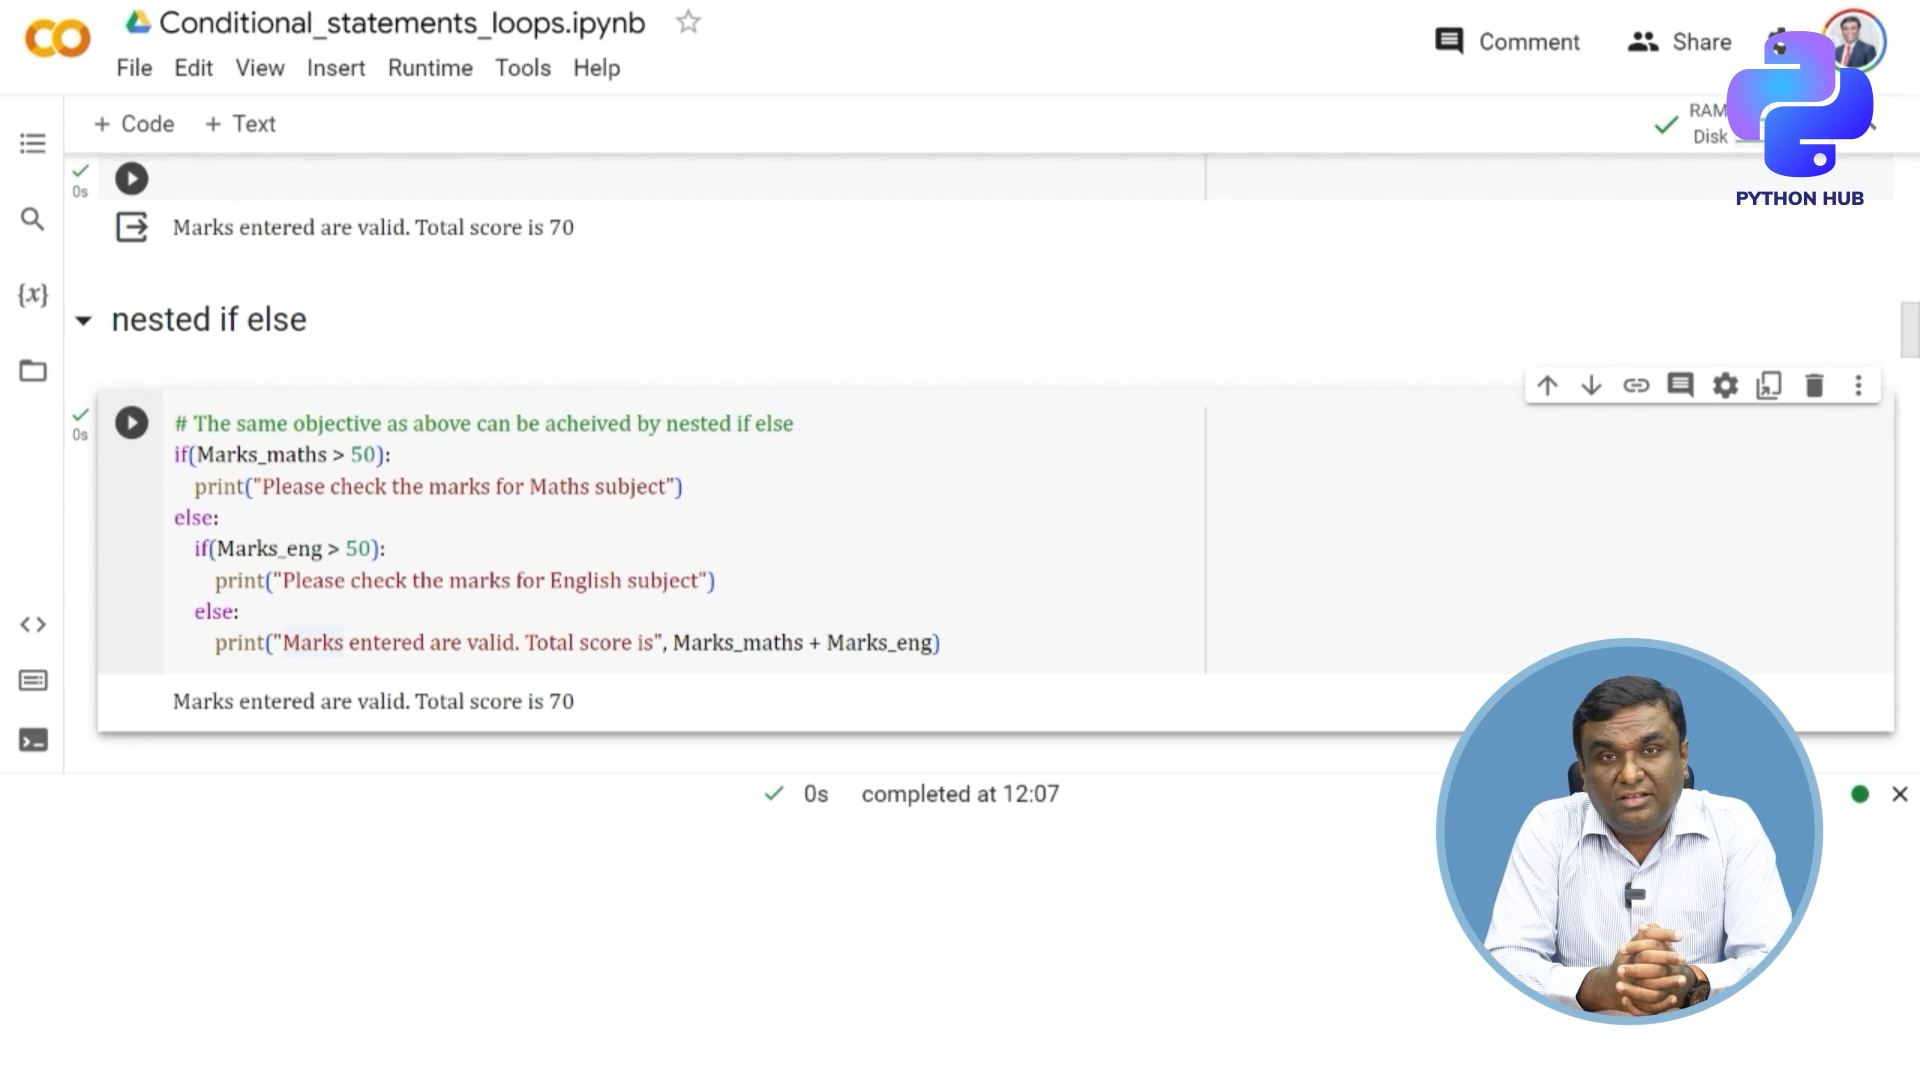 Conditional_statements_loops.ipynb
File Edit View Insert Runtime Tools Help
Comment Share
+ Code + Text
RAM
Disk
PYTHON HUB
0s
Marks entered are valid. Total score is 70
{x}
nested if else
0s
# The same objective as above can be acheived by nested if else
if(Marks_maths > 50):
print("Please check the marks for Maths subject")
else:
if(Marks_eng > 50):
print("Please check the marks for English subject")
else:
print("Marks entered are valid. Total score is", Marks_maths + Marks_eng)
Marks entered are valid. Total score is 70
0s completed at 12:07